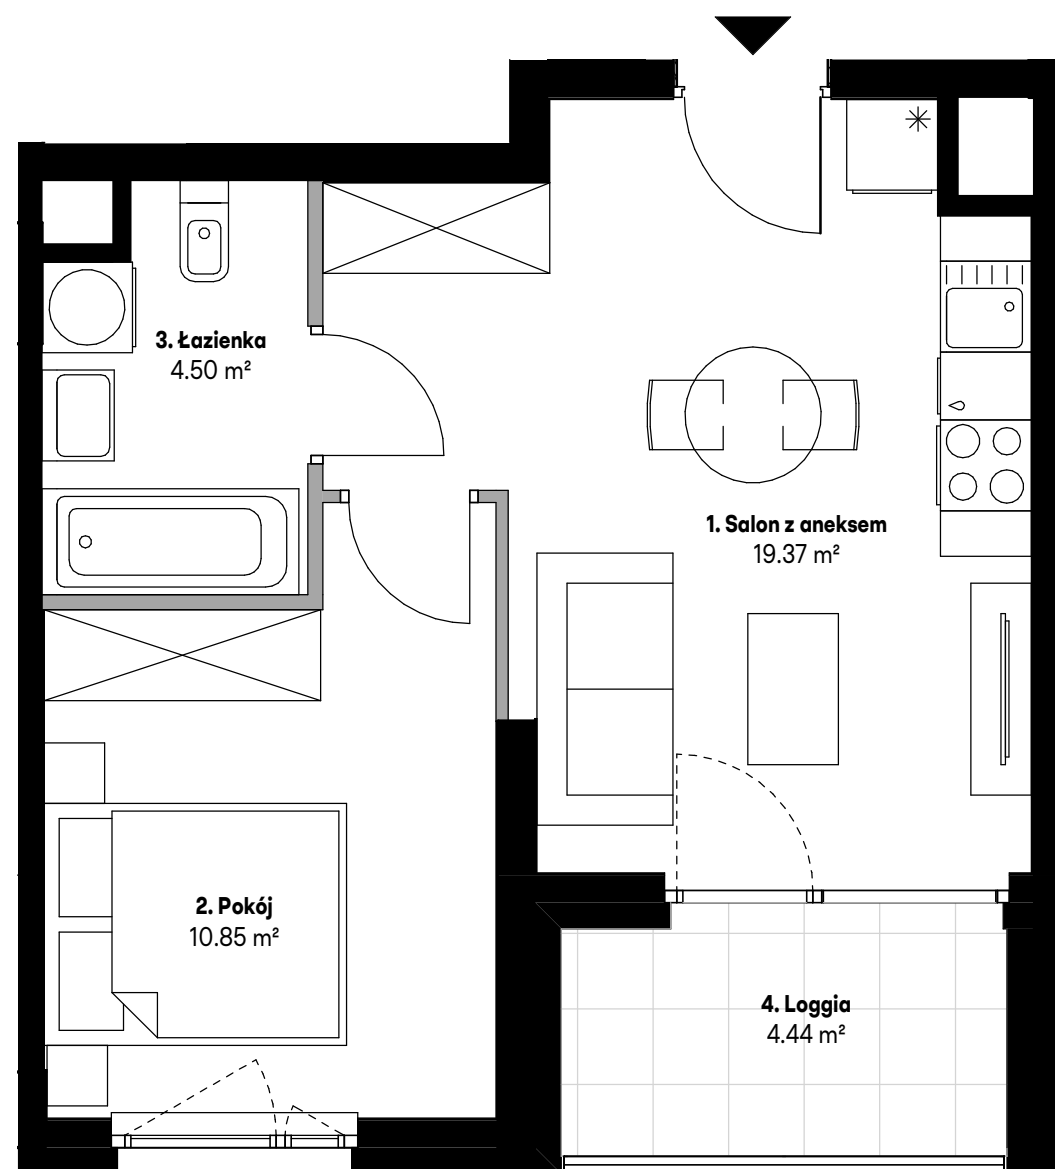 3. Łazienka
4.50 m²
1. Salon z aneksem
19.37 m²
2. Pokój
10.85 m²
4. Loggia
4.44 m²